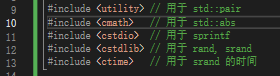 9 #include <utility> // 用于 std::pair
10 #include <cmath> // 用于 std::abs
11 #include <cstdio> // 用于 sprintf
12 #include <cstdlib> // 用于 rand, srand
13 #include <ctime> // 用于 srand 的时间